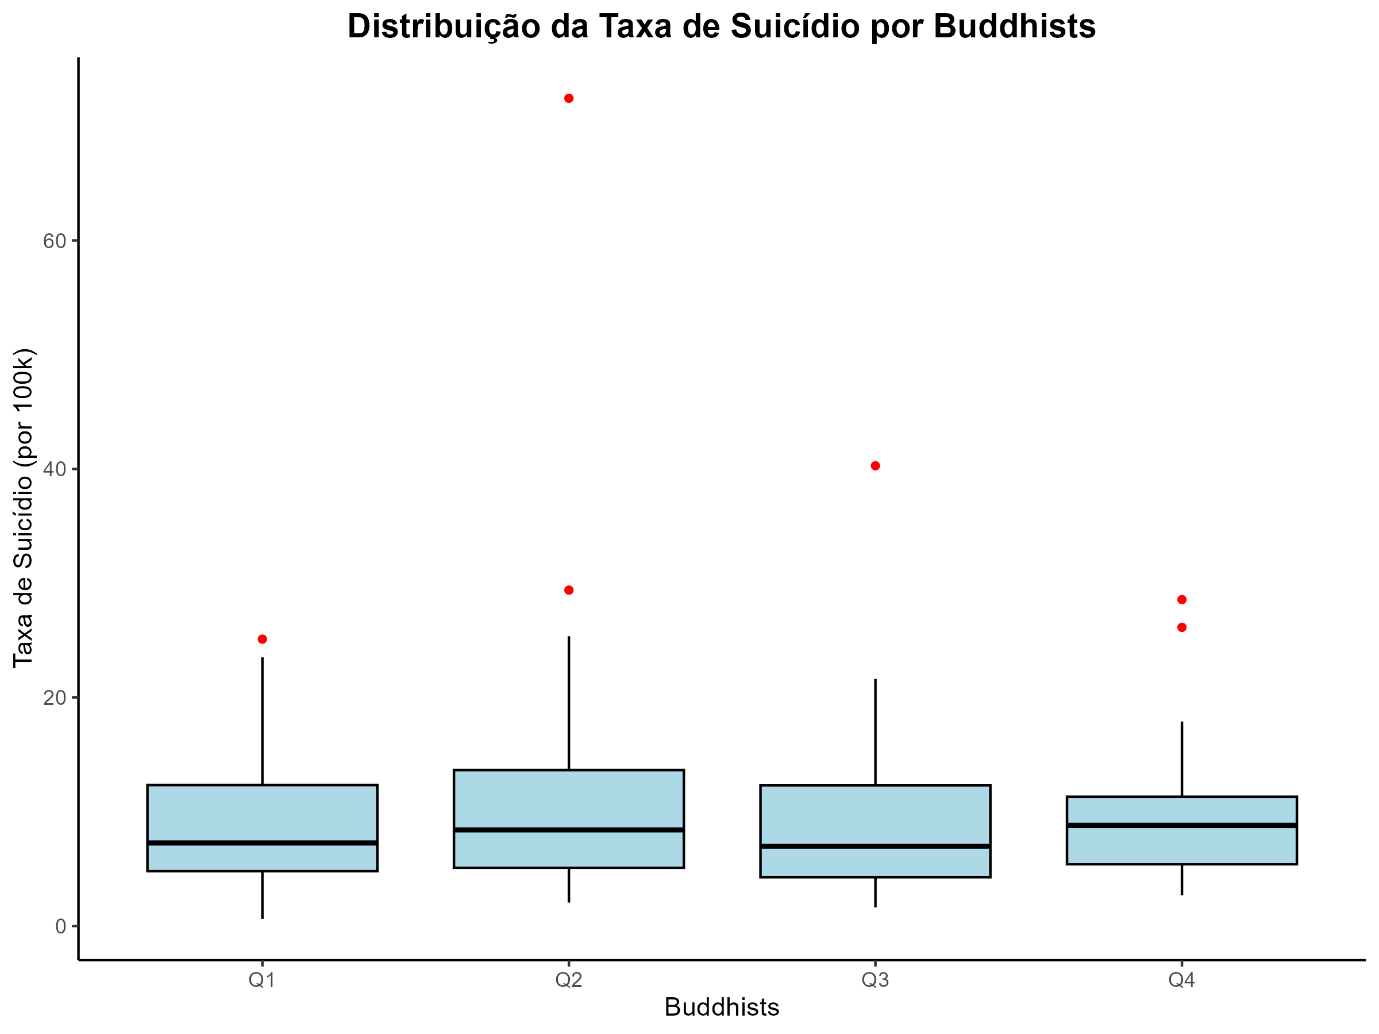 Distribuição da Taxa de Suicídio por Buddhists
Taxa de Suicídio (por 100k)
60
40
20
0
Q1 Q2 Q3 Q4
Buddhists